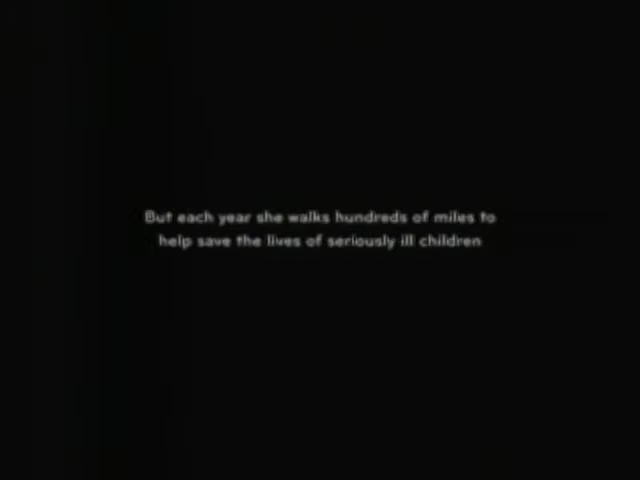 But each year she walks hundreds of miles to
help save the lives of seriously ill children